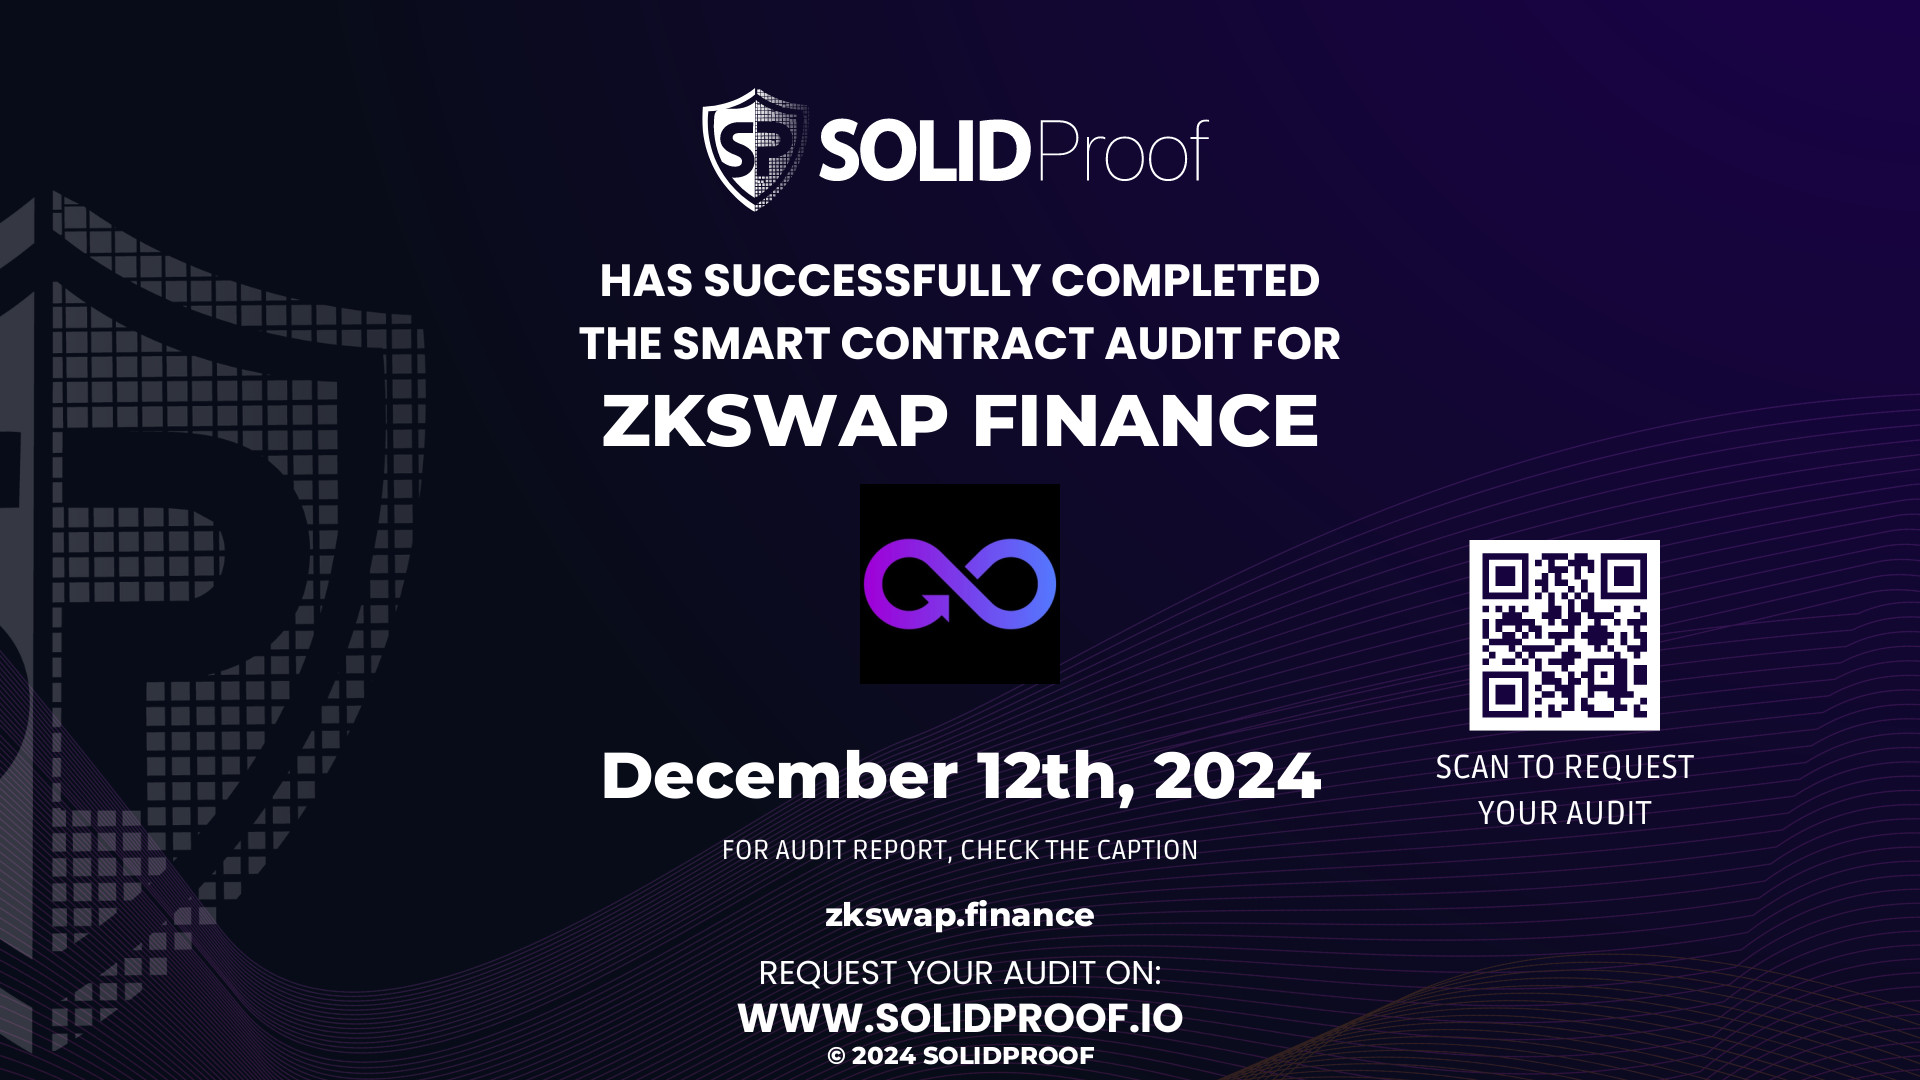 SP SOLIDProof
HAS SUCCESSFULLY COMPLETED
THE SMART CONTRACT AUDIT FOR
ZKSWAP FINANCE
December 12th, 2024
FOR AUDIT REPORT, CHECK THE CAPTION
zkswap.finance
REQUEST YOUR AUDIT ON:
WWW.SOLIDPROOF.IO
© 2024 SOLIDPROOF
SCAN TO REQUEST
YOUR AUDIT